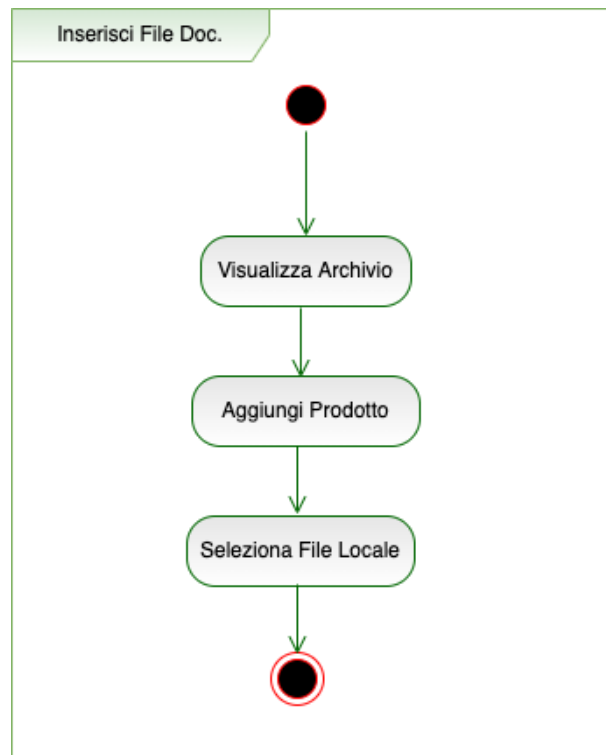 Inserisci File Doc.
Visualizza Archivio
Aggiungi Prodotto
Seleziona File Locale